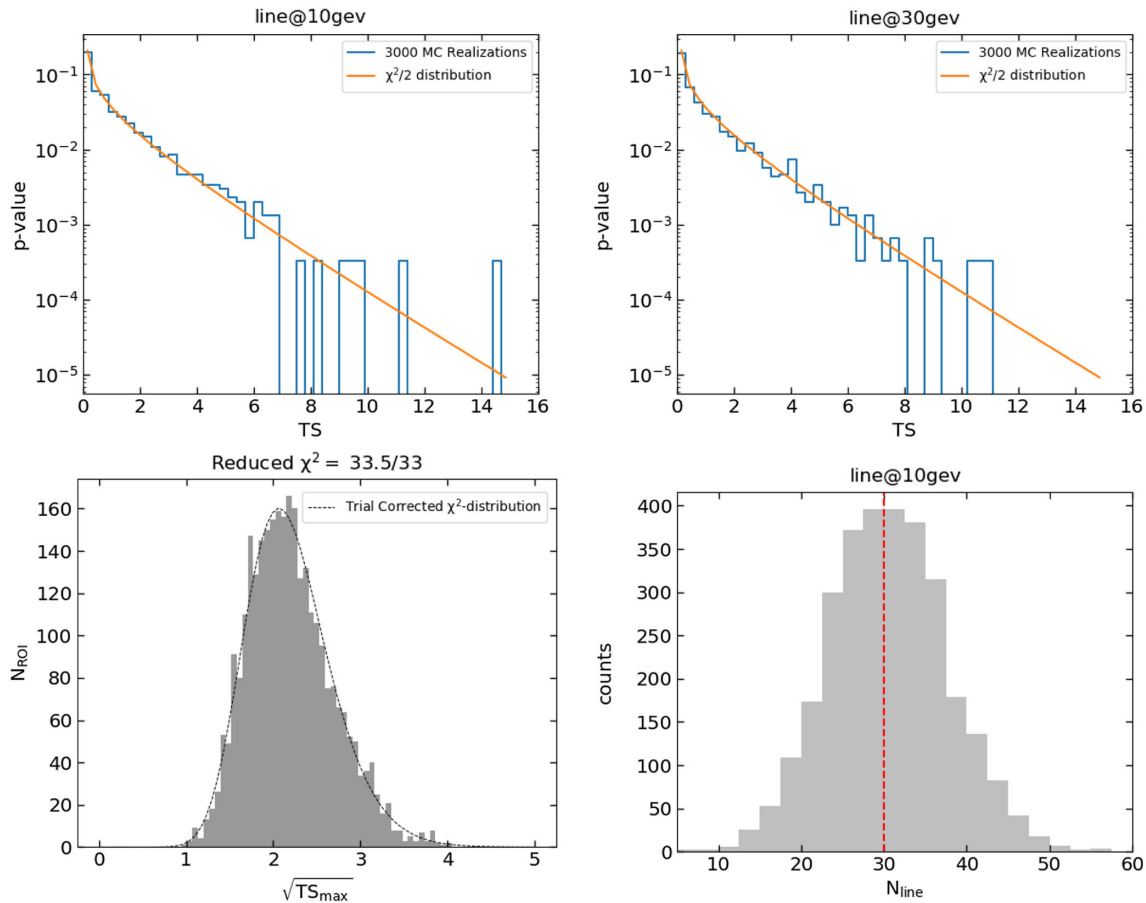 line@10gev
3000 MC Realizations
χ²/2 distribution
p-value
10⁻¹
10⁻²
10⁻³
10⁻⁴
10⁻⁵
0 2 4 6 8 10 12 14 16
TS
line@30gev
3000 MC Realizations
χ²/2 distribution
p-value
10⁻¹
10⁻²
10⁻³
10⁻⁴
10⁻⁵
0 2 4 6 8 10 12 14 16
TS
Reduced χ² = 33.5/33
Trial Corrected χ²-distribution
N_ROI
160
140
120
100
80
60
40
20
0
0 1 2 3 4 5
√TS_max
line@10gev
counts
400
350
300
250
200
150
100
50
0
10 20 30 40 50 60
N_line